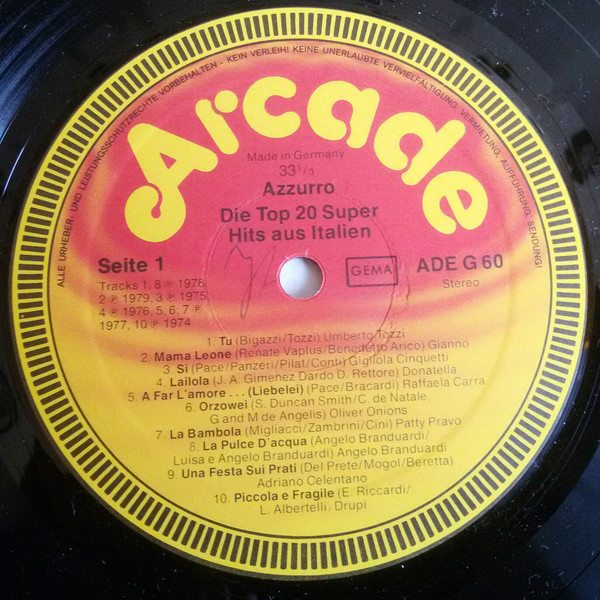 ALLE URHEBER- UND LEISTUNGSSCHUTZRECHTE VORBEHALTEN - KEIN VERLEIH! KEINE UNERLAUBTE VERVIELFÄLTIGUNG, VERMIETUNG, AUFFÜHRUNG, SENDUNG!
Arcade
Made in Germany
33 1/3
Azzurro
Die Top 20 Super
Hits aus Italien
Seite 1
GEMA
ADE G 60
Stereo
Tracks 1, 8 ℗ 1978,
2 ℗ 1979, 3 ℗ 1975
4 ℗ 1976, 5, 6, 7 ℗
1977, 10 ℗ 1974
1. Tu (Bigazzi/Tozzi) Umberto Tozzi
2. Mama Leone (Renate Vaplus/Benedetto Arico) Gianno
3 Si (Pace/Panzeri/Pilat/Conti) Gigliola Cinquetti
4. Lailola (J. A. Gimenez Dardo D. Rettore) Donatella
5. A Far L'amore . . . (Liebelei) (Pace/Bracardi) Raffaela Carra
6. Orzowei (S. Duncan Smith/C. de Natale,
G and M de Angelis) Oliver Onions
7. La Bambola (Migliacci/Zambrini/Cini) Patty Pravo
8. La Pulce D'acqua (Angelo Branduardi/
Luisa e Angelo Branduardi) Angelo Branduardi
9. Una Festa Sui Prati (Del Prete/Mogol/Beretta)
Adriano Celentano
10. Piccola e Fragile (E. Riccardi/
L. Albertelli. Drupi